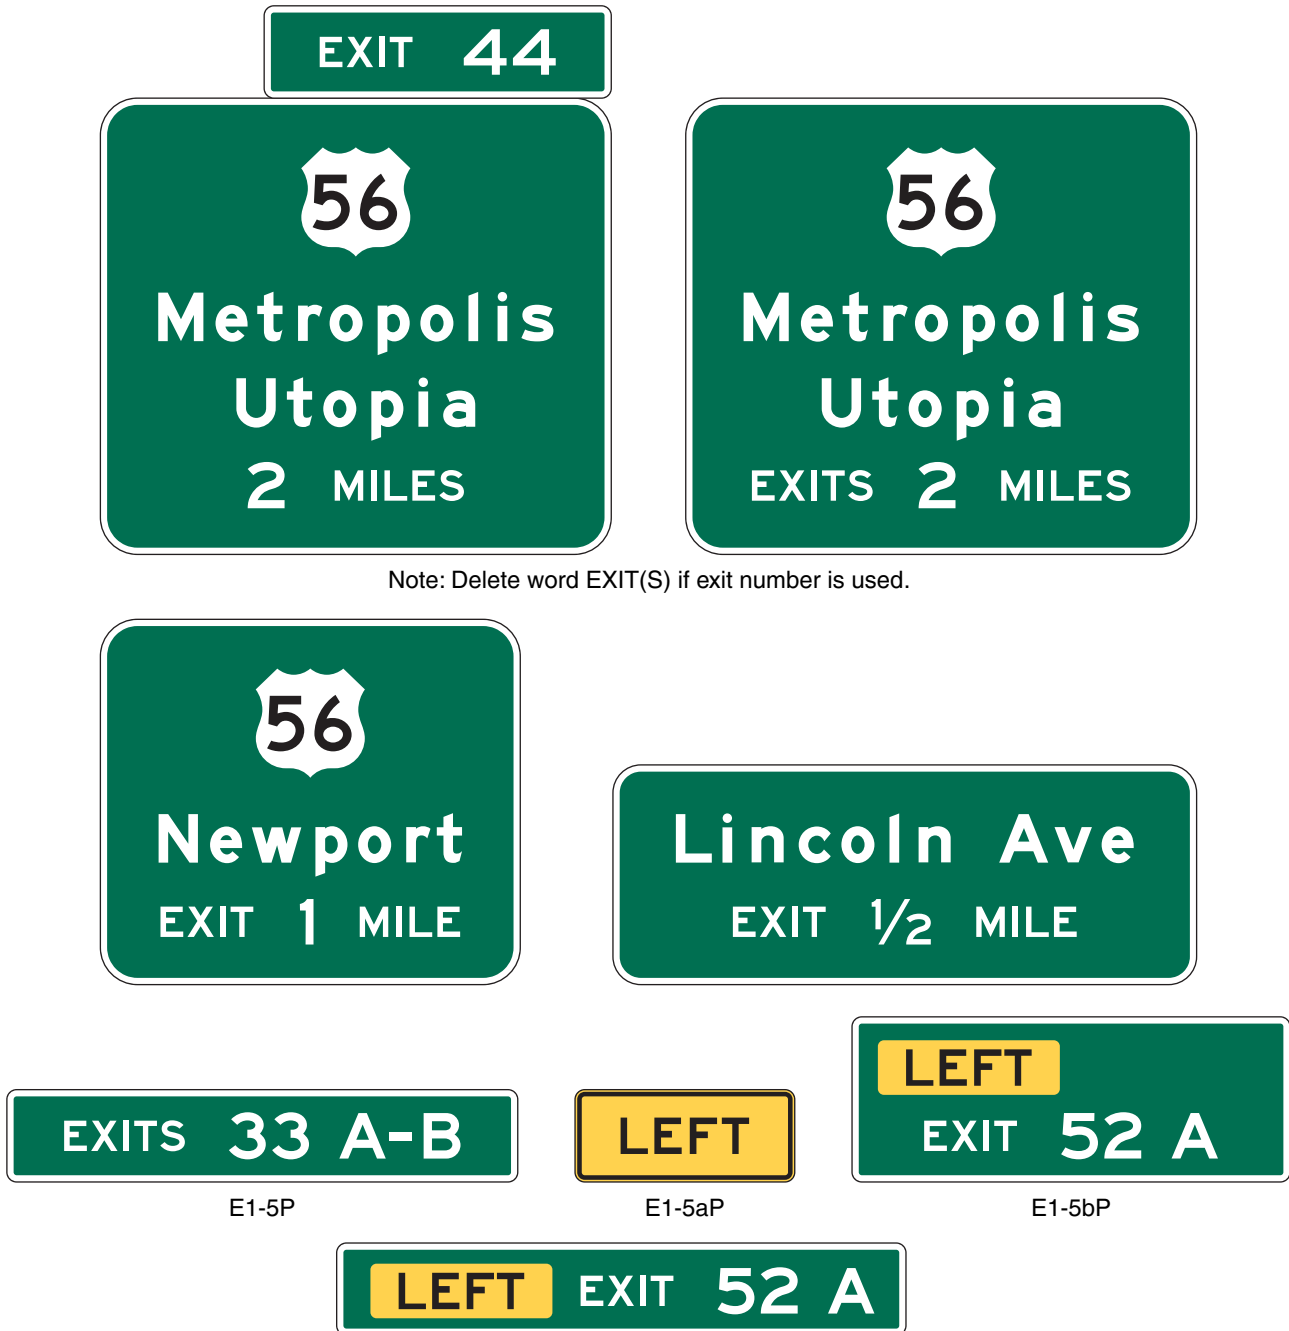 EXIT 44
56
Metropolis
Utopia
2 MILES
56
Metropolis
Utopia
EXITS 2 MILES
Note: Delete word EXIT(S) if exit number is used.
56
Newport
EXIT 1 MILE
Lincoln Ave
EXIT ½ MILE
EXITS 33 A-B
E1-5P
LEFT
E1-5aP
LEFT
EXIT 52 A
E1-5bP
LEFT EXIT 52 A